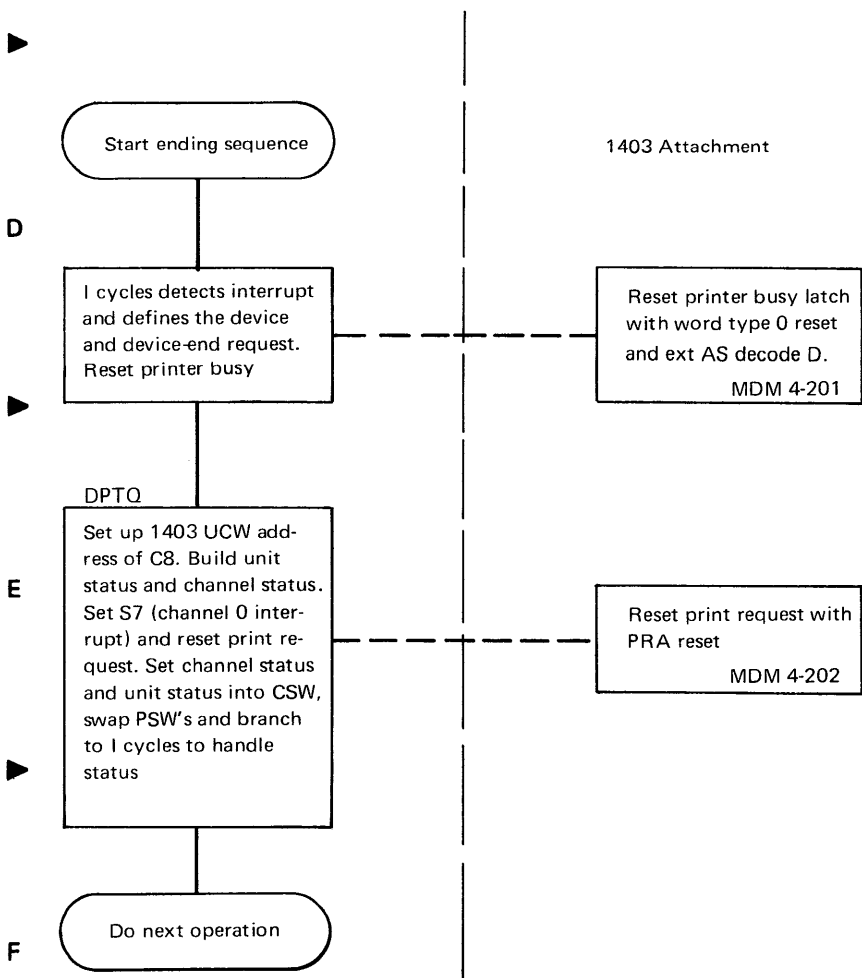 Start ending sequence
1403 Attachment
D
I cycles detects interrupt
and defines the device
and device-end request.
Reset printer busy
Reset printer busy latch
with word type 0 reset
and ext AS decode D.
MDM 4-201
DPTQ
Set up 1403 UCW ad-
dress of C8. Build unit
status and channel status.
Set S7 (channel 0 inter-
rupt) and reset print re-
quest. Set channel status
and unit status into CSW,
swap PSW's and branch
to I cycles to handle
status
E
Reset print request with
PRA reset
MDM 4-202
Do next operation
F